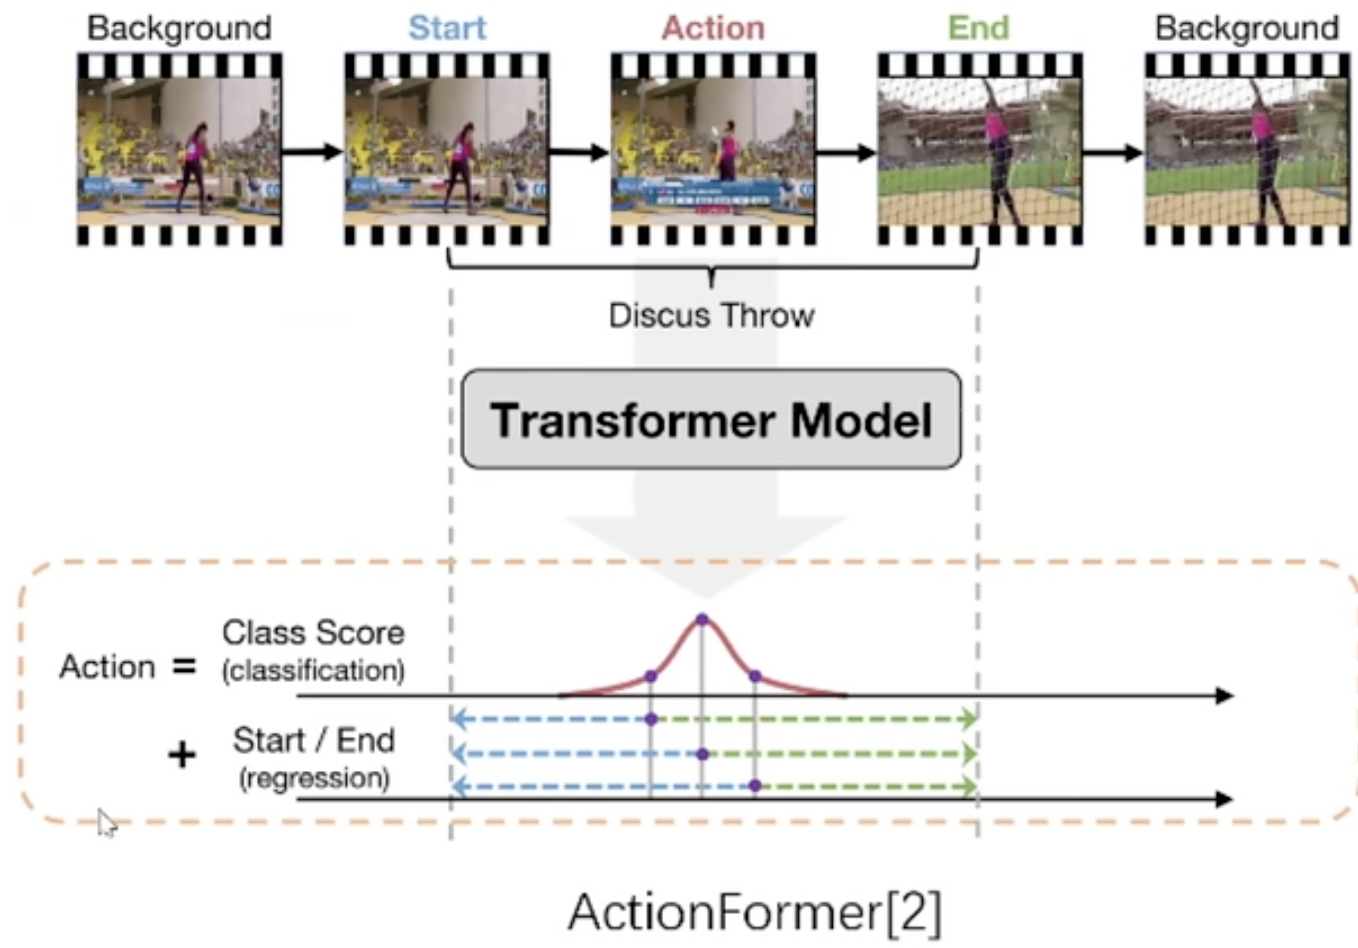 Background Start Action End Background
Discus Throw
Transformer Model
Class Score
Action = (classification)
+ Start / End
(regression)
ActionFormer[2]